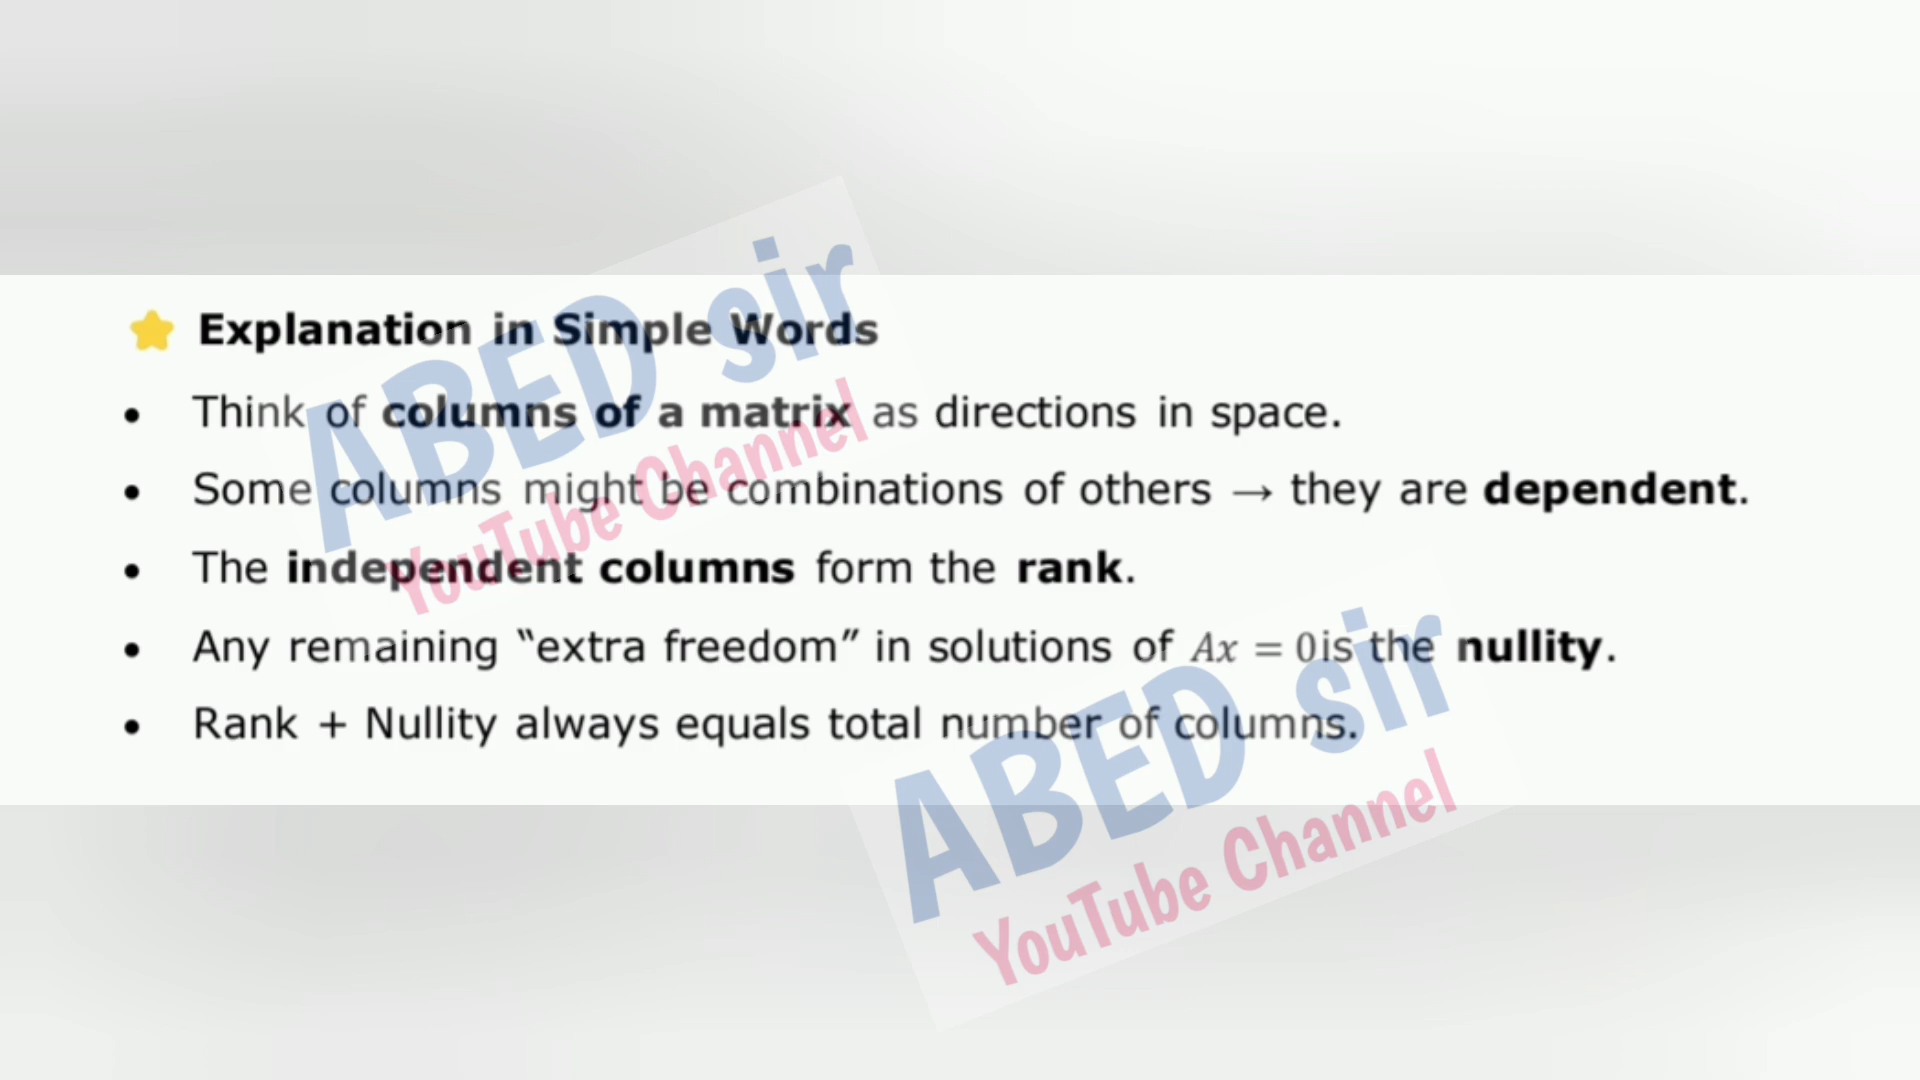 ⭐ Explanation in Simple Words
• Think of columns of a matrix as directions in space.
• Some columns might be combinations of others → they are dependent.
• The independent columns form the rank.
• Any remaining “extra freedom” in solutions of Ax = 0is the nullity.
• Rank + Nullity always equals total number of columns.
ABED sir
YouTube Channel
ABED sir
YouTube Channel